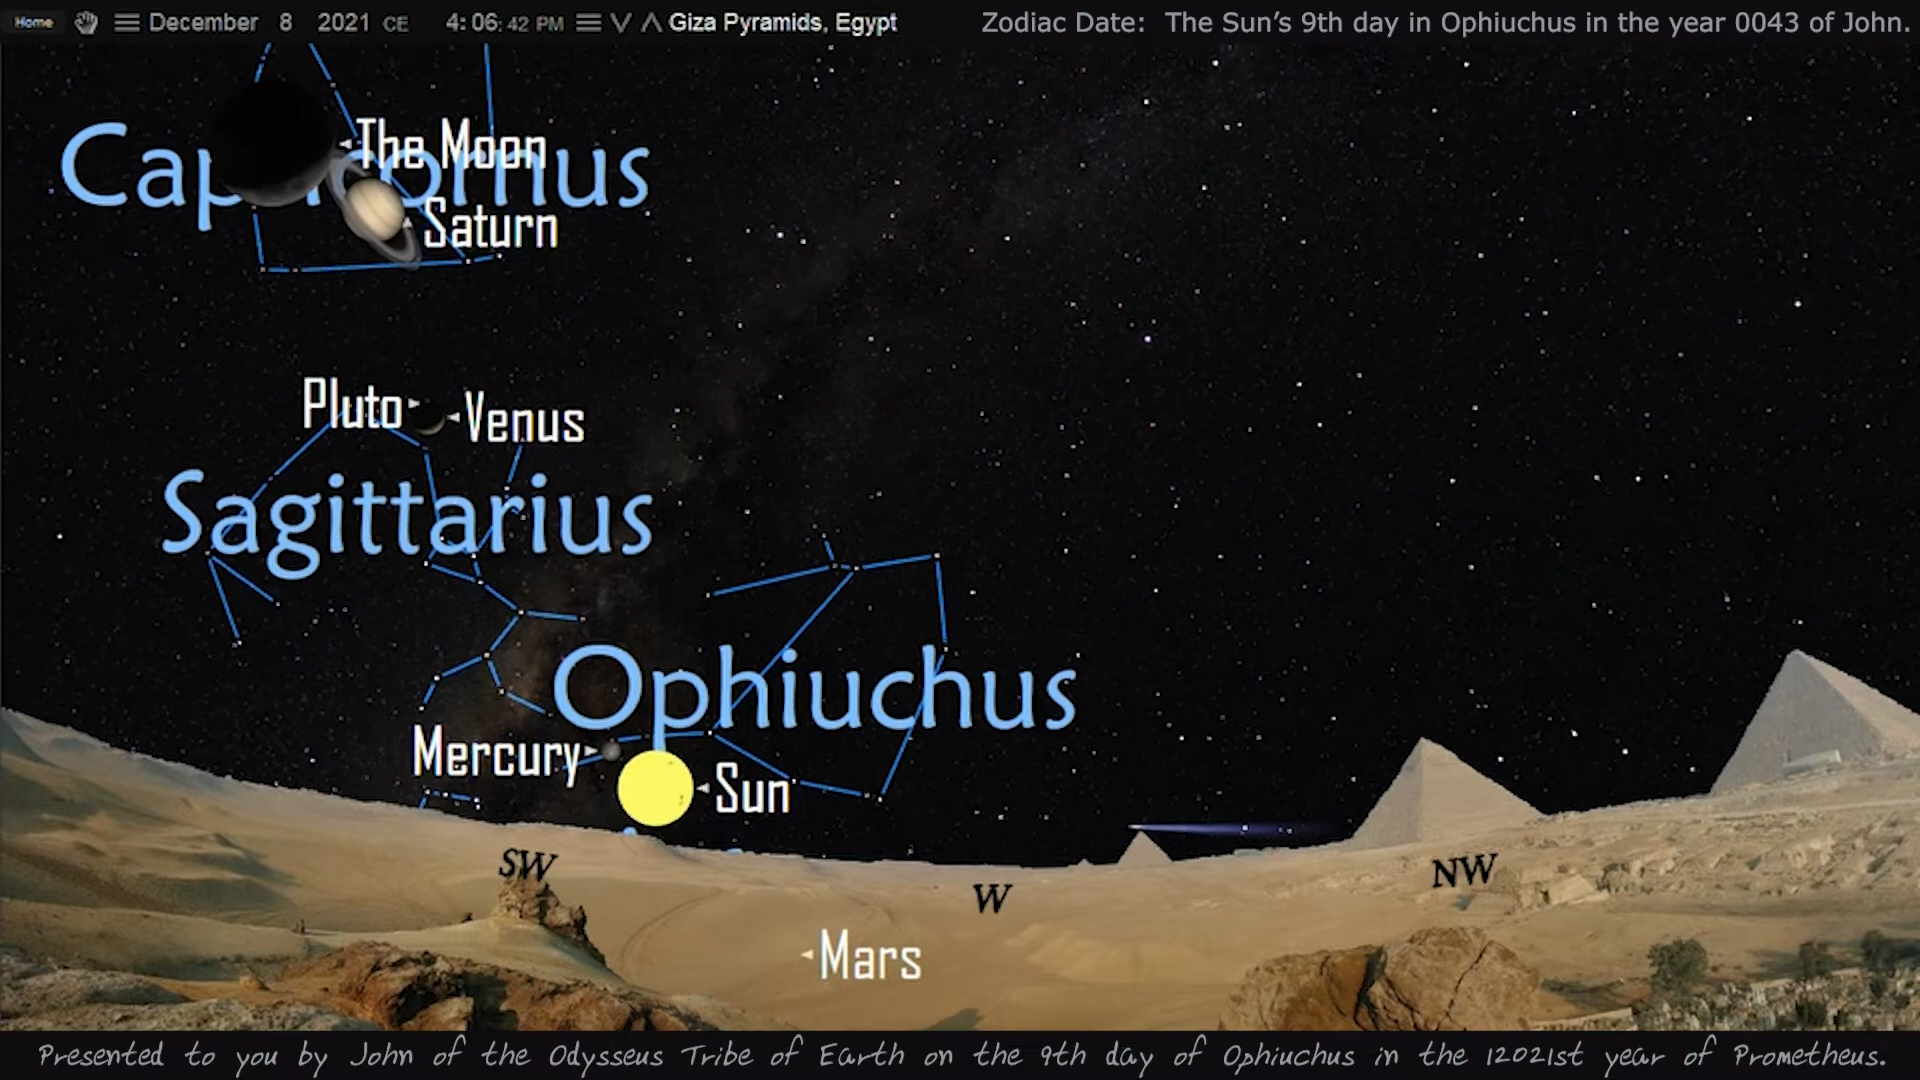 Home December 8 2021 CE 4:06:42 PM Giza Pyramids, Egypt Zodiac Date: The Sun’s 9th day in Ophiuchus in the year 0043 of John.
The Moon
Capricornus
Saturn
Pluto Venus
Sagittarius
Ophiuchus
Mercury
Sun
SW
W
NW
Mars
Presented to you by John of the Odysseus Tribe of Earth on the 9th day of Ophiuchus in the 12021st year of Prometheus.